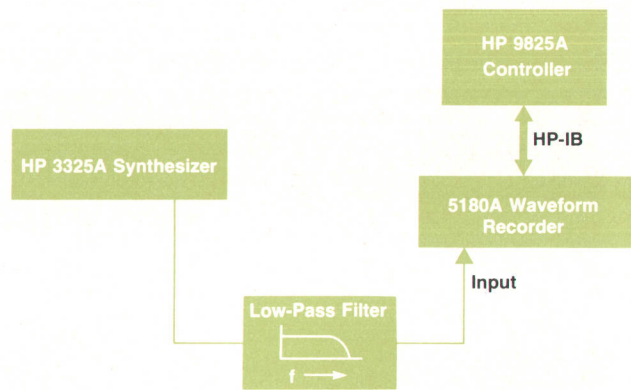 HP 9825A
Controller
HP-IB
HP 3325A Synthesizer
5180A Waveform
Recorder
Input
Low-Pass Filter
f